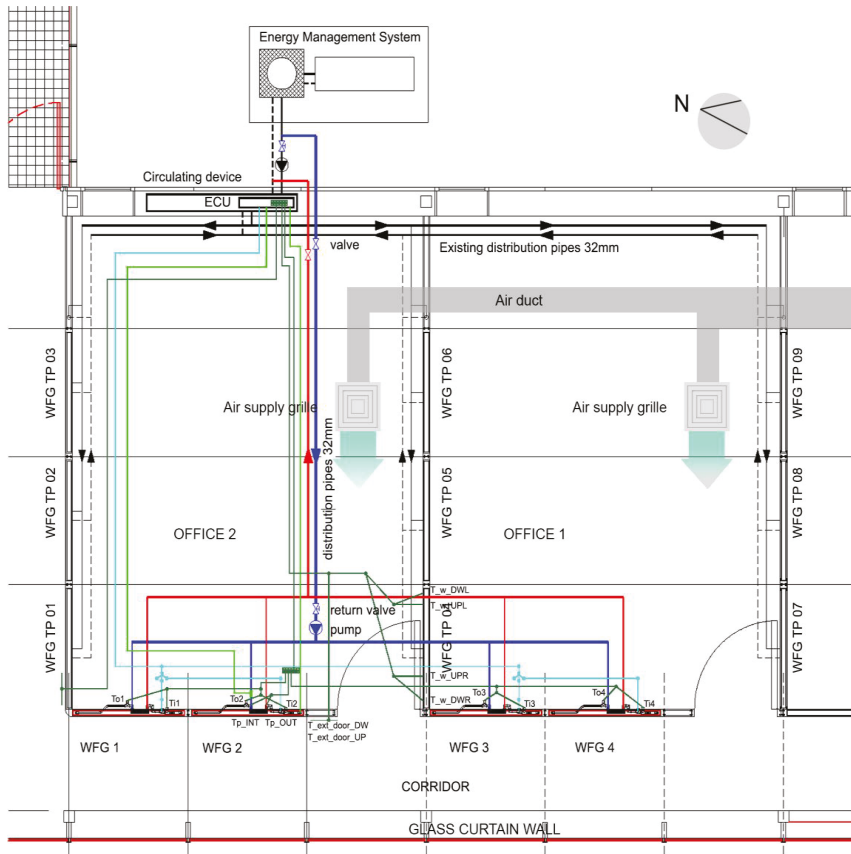 Energy Management System
N
Circulating device
ECU
valve
Existing distribution pipes 32mm
Air duct
WFG TP 03
WFG TP 06
WFG TP 09
Air supply grille
Air supply grille
distribution pipes 32mm
WFG TP 02
WFG TP 05
WFG TP 08
OFFICE 2
OFFICE 1
T_w_DWL
T_w_UPL
WFG TP 01
return valve
pump
WFG TP 04
WFG TP 07
T_w_UPR
T_w_DWR
To1
Ti1
To2
Ti2
To3
Ti3
To4
Ti4
Tp_INT
Tp_OUT
T_ext_door_DW
T_ext_door_UP
WFG 1
WFG 2
WFG 3
WFG 4
CORRIDOR
GLASS CURTAIN WALL